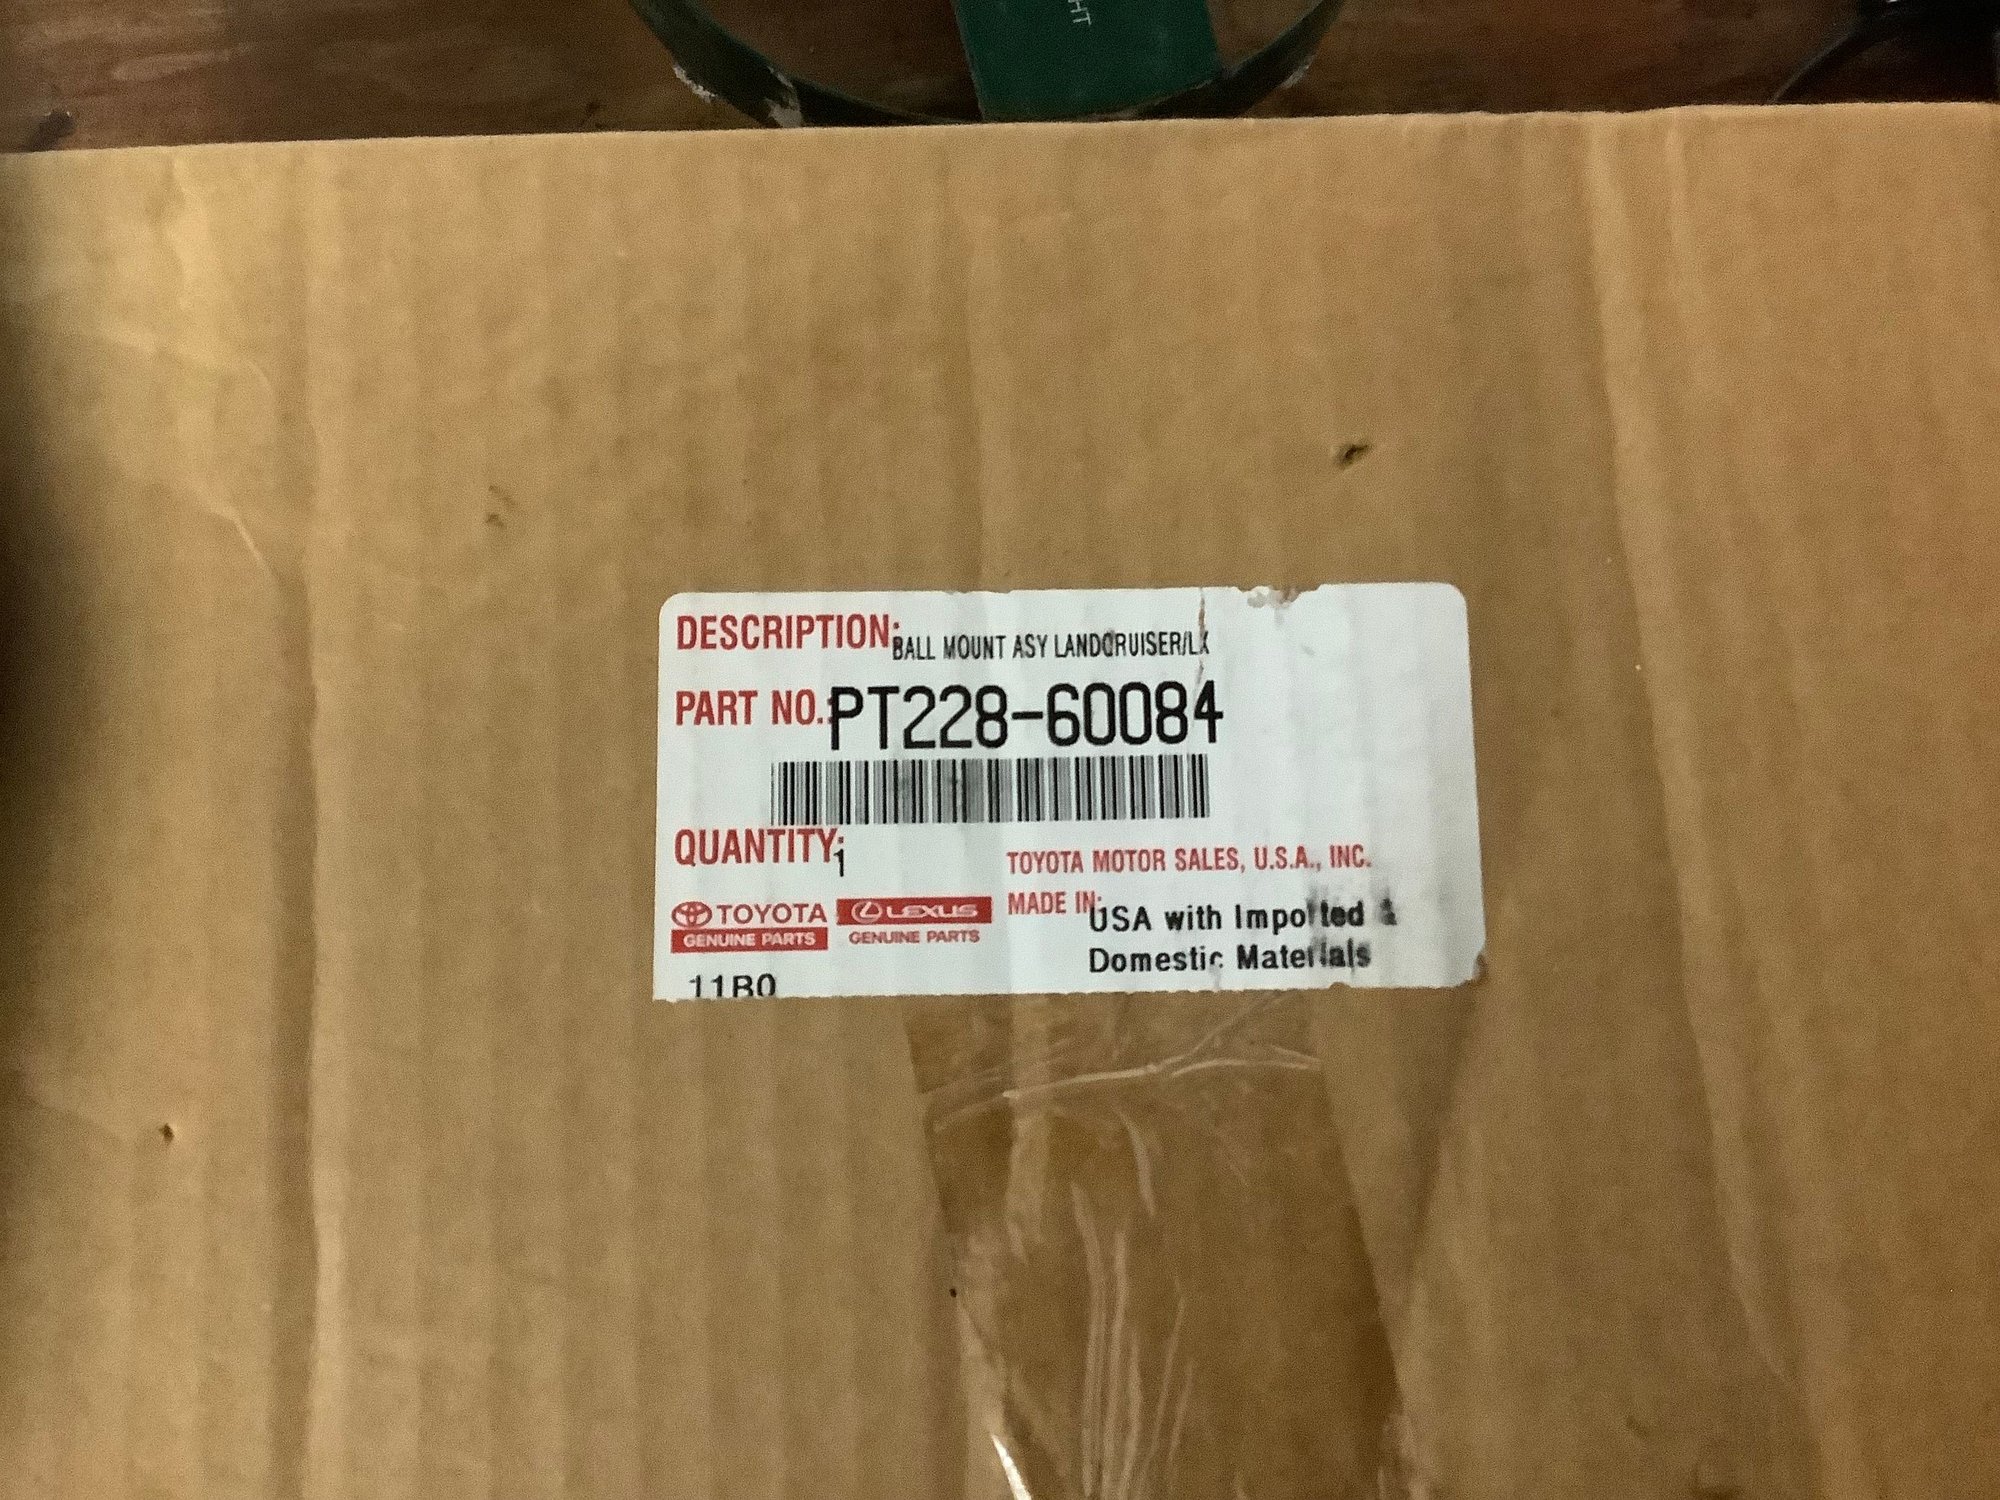 HT
DESCRIPTION: BALL MOUNT ASY LANDCRUISER/LX
PART NO.: PT228-60084
QUANTITY: 1
TOYOTA MOTOR SALES, U.S.A., INC.
TOYOTA
GENUINE PARTS
LEXUS
GENUINE PARTS
MADE IN: USA with Imported &
Domestic Materials
11B0